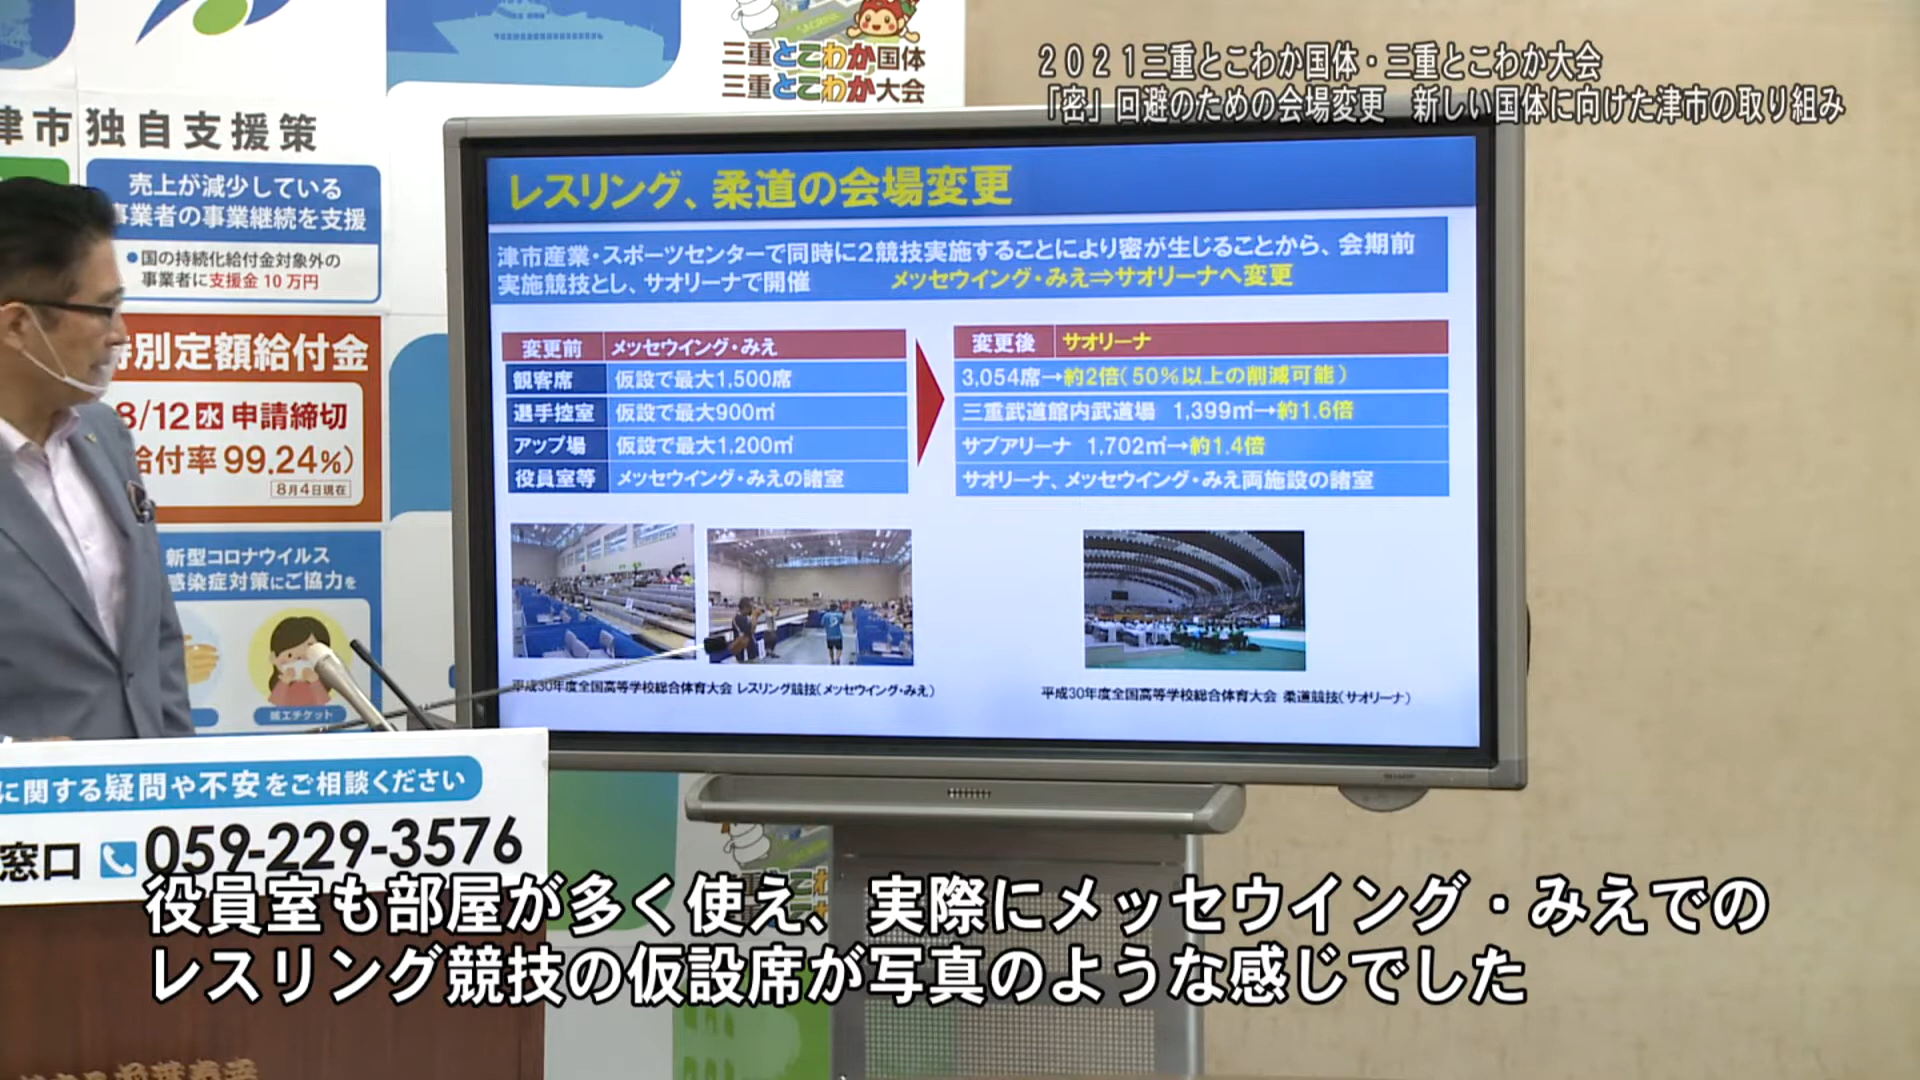 三重とこわか国体
三重とこわか大会
2021三重とこわか国体・三重とこわか大会
「密」回避のための会場変更　新しい国体に向けた津市の取り組み
津市独自支援策
売上が減少している
事業者の事業継続を支援
●国の持続化給付金対象外の
事業者に支援金10万円
特別定額給付金
8/12水 申請締切
給付率99.24%)
8月4日現在
新型コロナウイルス
感染症対策にご協力を
咳エチケット
レスリング、柔道の会場変更
津市産業・スポーツセンターで同時に2競技実施することにより密が生じることから、会期前
実施競技とし、サオリーナで開催　メッセウイング・みえ⇒サオリーナへ変更
変更前 メッセウイング・みえ
観客席 仮設で最大1,500席
選手控室 仮設で最大900㎡
アップ場 仮設で最大1,200㎡
役員室等 メッセウイング・みえの諸室
変更後 サオリーナ
3,054席→約2倍(50%以上の削減可能)
三重武道館内武道場 1,399㎡→約1.6倍
サブアリーナ 1,702㎡→約1.4倍
サオリーナ、メッセウイング・みえ両施設の諸室
平成30年度全国高等学校総合体育大会 レスリング競技(メッセウイング・みえ)
平成30年度全国高等学校総合体育大会 柔道競技(サオリーナ)
に関する疑問や不安をご相談ください
窓口 059-229-3576
役員室も部屋が多く使え、実際にメッセウイング・みえでの
レスリング競技の仮設席が写真のような感じでした